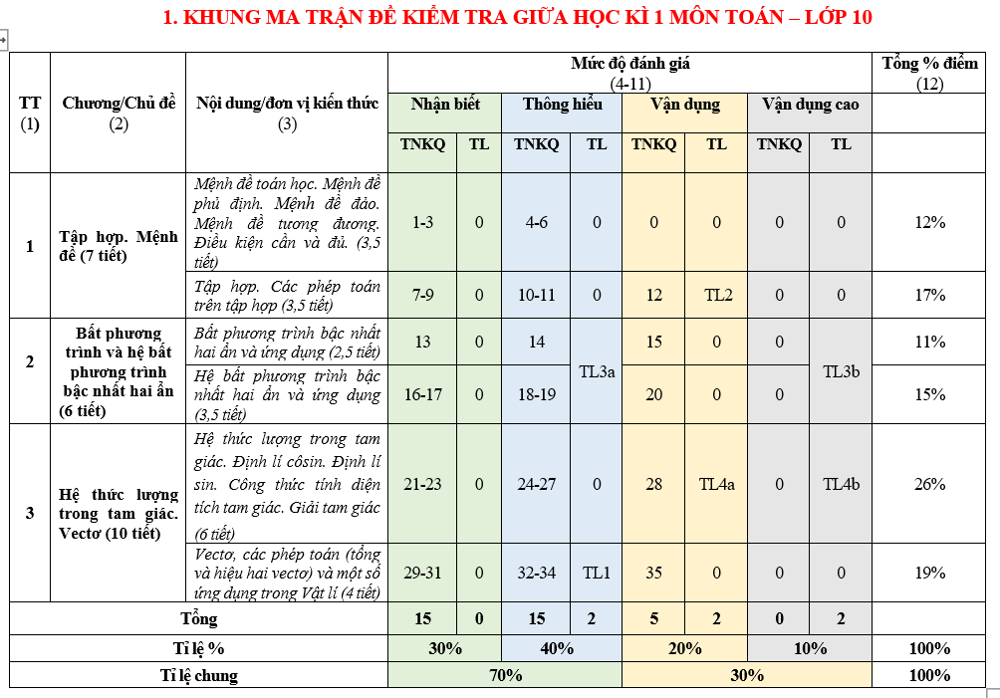 1. KHUNG MA TRẬN ĐỀ KIỂM TRA GIỮA HỌC KÌ 1 MÔN TOÁN – LỚP 10
TT
(1)
Chương/Chủ đề
(2)
Nội dung/đơn vị kiến thức
(3)
Mức độ đánh giá
(4-11)
Tổng % điểm
(12)
Nhận biết
Thông hiểu
Vận dụng
Vận dụng cao
TNKQ
TL
TNKQ
TL
TNKQ
TL
TNKQ
TL
1
Tập hợp. Mệnh
đề (7 tiết)
Mệnh đề toán học. Mệnh đề
phủ định. Mệnh đề đảo.
Mệnh đề tương đương.
Điều kiện cần và đủ. (3,5
tiết)
1-3
0
4-6
0
0
0
0
0
12%
Tập hợp. Các phép toán
trên tập hợp (3,5 tiết)
7-9
0
10-11
0
12
TL2
0
0
17%
2
Bất phương
trình và hệ bất
phương trình
bậc nhất hai ẩn
(6 tiết)
Bất phương trình bậc nhất
hai ẩn và ứng dụng (2,5 tiết)
13
0
14
TL3a
15
0
0
TL3b
11%
Hệ bất phương trình bậc
nhất hai ẩn và ứng dụng
(3,5 tiết)
16-17
0
18-19
20
0
0
15%
3
Hệ thức lượng
trong tam giác.
Vectơ (10 tiết)
Hệ thức lượng trong tam
giác. Định lí côsin. Định lí
sin. Công thức tính diện
tích tam giác. Giải tam giác
(6 tiết)
21-23
0
24-27
0
28
TL4a
0
TL4b
26%
Vectơ, các phép toán (tổng
và hiệu hai vectơ) và một số
ứng dụng trong Vật lí (4 tiết)
29-31
0
32-34
TL1
35
0
0
0
19%
Tổng
15
0
15
2
5
2
0
2
Tỉ lệ %
30%
40%
20%
10%
100%
Tỉ lệ chung
70%
30%
100%